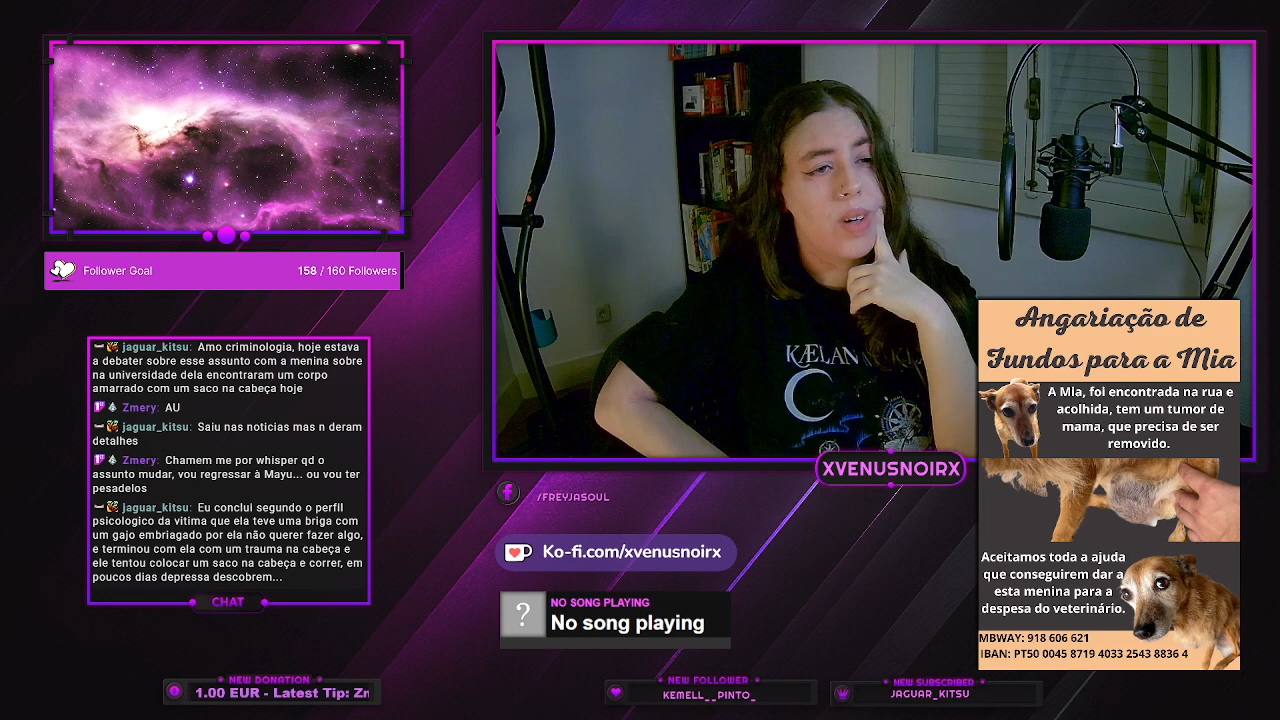 Follower Goal
158 / 160 Followers
jaguar_kitsu: Amo criminologia, hoje estava
a debater sobre esse assunto com a menina sobre
na universidade dela encontraram um corpo
amarrado com um saco na cabeça hoje
Zmery: AU
jaguar_kitsu: Saiu nas noticias mas n deram
detalhes
Zmery: Chamem me por whisper qd o
assunto mudar, vou regressar à Mayu... ou vou ter
pesadelos
jaguar_kitsu: Eu conclui segundo o perfil
psicologico da vitima que ela teve uma briga com
um gajo embriagado por ela não querer fazer algo,
e terminou com ela com um trauma na cabeça e
ele tentou colocar um saco na cabeça e correr, em
poucos dias depressa descobrem...
CHAT
KÆLAN
XVENUSNOIRX
/FREYJASOUL
Ko-fi.com/xvenusnoirx
?
NO SONG PLAYING
No song playing
Angariação de
Fundos para a Mia
A Mia, foi encontrada na rua e
acolhida, tem um tumor de
mama, que precisa de ser
removido.
Aceitamos toda a ajuda
que conseguirem dar a
esta menina para a
despesa do veterinário.
MBWAY: 918 606 621
IBAN: PT50 0045 8719 4033 2543 8836 4
NEW DONATION
1.00 EUR - Latest Tip: Zr
NEW FOLLOWER
KEMELL__PINTO_
NEW SUBSCRIBER
JAGUAR_KITSU